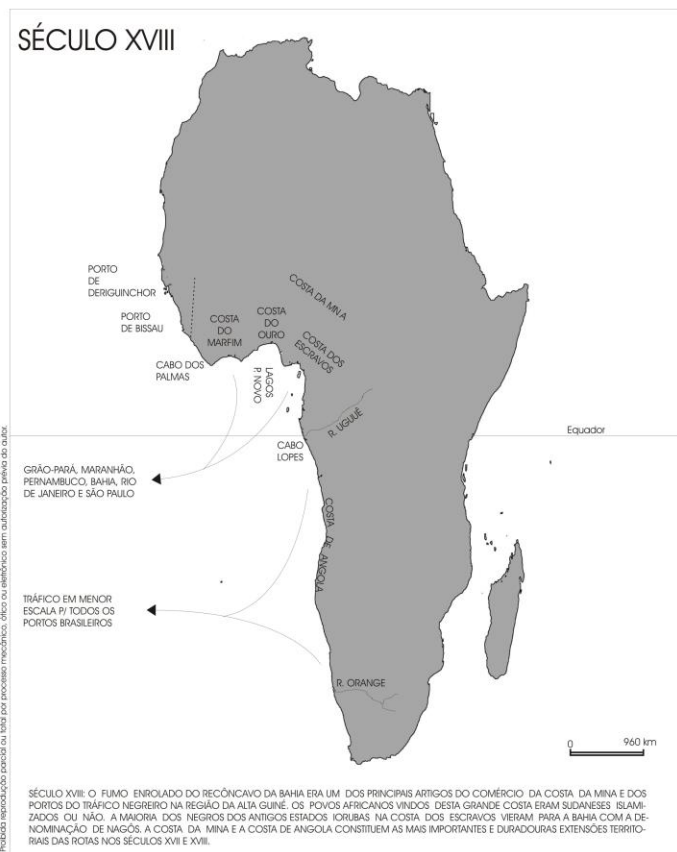 SÉCULO XVIII
PORTO
DE
DERIGUINCHOR
PORTO
DE BISSAU
COSTA
DO
MARFIM
COSTA
DO
OURO
COSTA DA MINA
COSTA DOS
ESCRAVOS
CABO DOS
PALMAS
LAGOS
P. NOVO
R. UGUUÉ
CABO
LOPES
Equador
GRÃO-PARÁ, MARANHÃO,
PERNAMBUCO, BAHIA, RIO
DE JANEIRO E SÃO PAULO
COSTA DE ANGOLA
TRÁFICO EM MENOR
ESCALA P/ TODOS OS
PORTOS BRASILEIROS
R. ORANGE
0 960 km
SÉCULO XVIII: O FUMO ENROLADO DO RECÔNCAVO DA BAHIA ERA UM DOS PRINCIPAIS ARTIGOS DO COMÉRCIO DA COSTA DA MINA E DOS
PORTOS DO TRÁFICO NEGREIRO NA REGIÃO DA ALTA GUINÉ. OS POVOS AFRICANOS VINDOS DESTA GRANDE COSTA ERAM SUDANESES ISLAMI-
ZADOS OU NÃO. A MAIORIA DOS NEGROS DOS ANTIGOS ESTADOS IORUBAS NA COSTA DOS ESCRAVOS VIERAM PARA A BAHIA COM A DE-
NOMINAÇÃO DE NAGÔS. A COSTA DA MINA E A COSTA DE ANGOLA CONSTITUEM AS MAIS IMPORTANTES E DURADOURAS EXTENSÕES TERRITO-
RIAIS DAS ROTAS NOS SÉCULOS XVII E XVIII.
Proibida reprodução parcial ou total por processo mecânico, ótico ou eletrônico sem autorização prévia do autor.